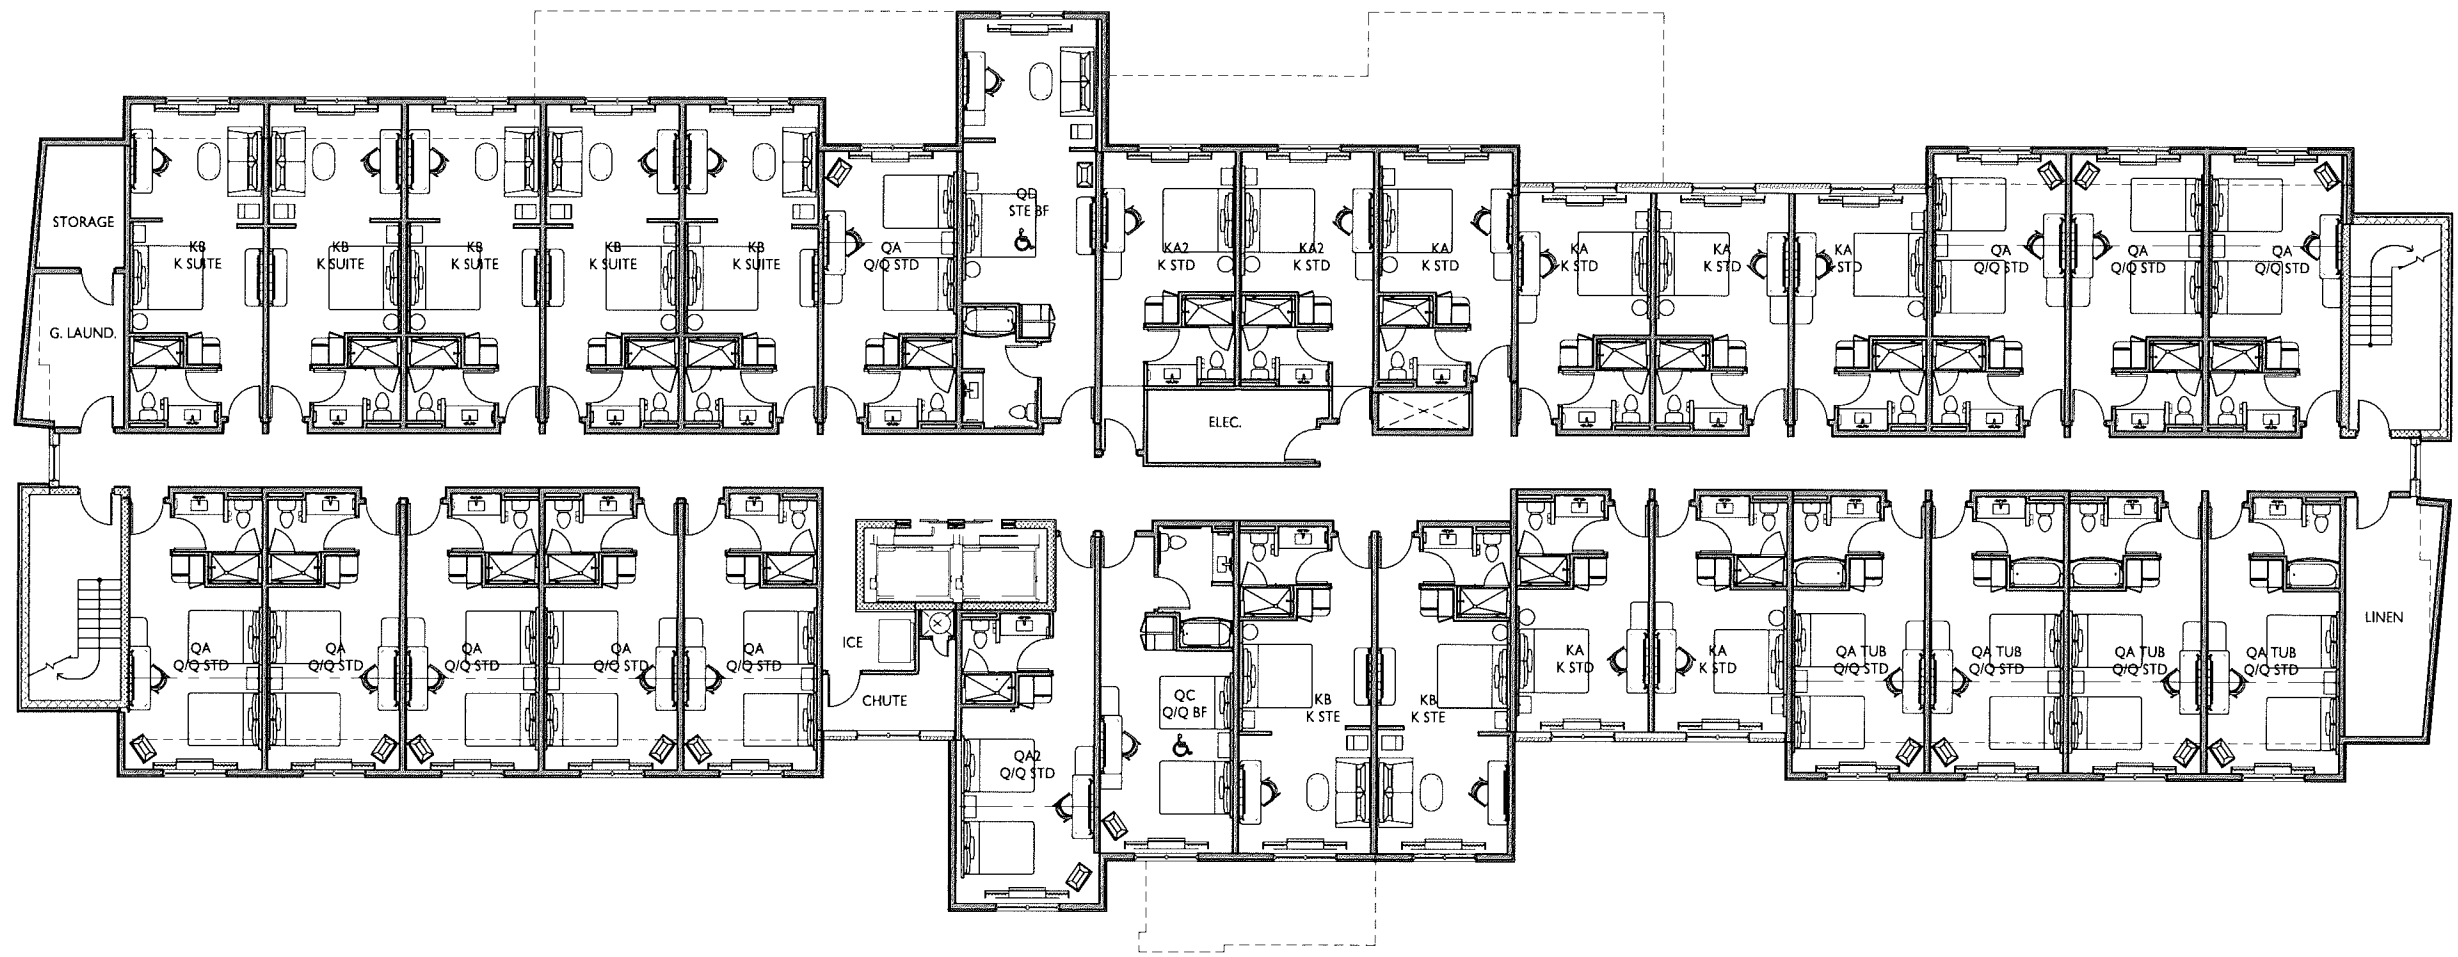 STORAGE
G. LAUND.
KB
K SUITE
KB
K SUITE
KB
K SUITE
KB
K SUITE
KB
K SUITE
QA
Q/Q STD
QD
STE BF
KA2
K STD
KA2
K STD
KA
K STD
KA
K STD
KA
K STD
KA
K STD
QA
Q/Q STD
QA
Q/Q STD
QA
Q/Q STD
ELEC.
QA
Q/Q STD
QA
Q/Q STD
QA
Q/Q STD
QA
Q/Q STD
QA
Q/Q STD
ICE
CHUTE
QA2
Q/Q STD
QC
Q/Q BF
KB
K STE
KB
K STE
KA
K STD
KA
K STD
QA TUB
Q/Q STD
QA TUB
Q/Q STD
QA TUB
Q/Q STD
QA TUB
Q/Q STD
LINEN